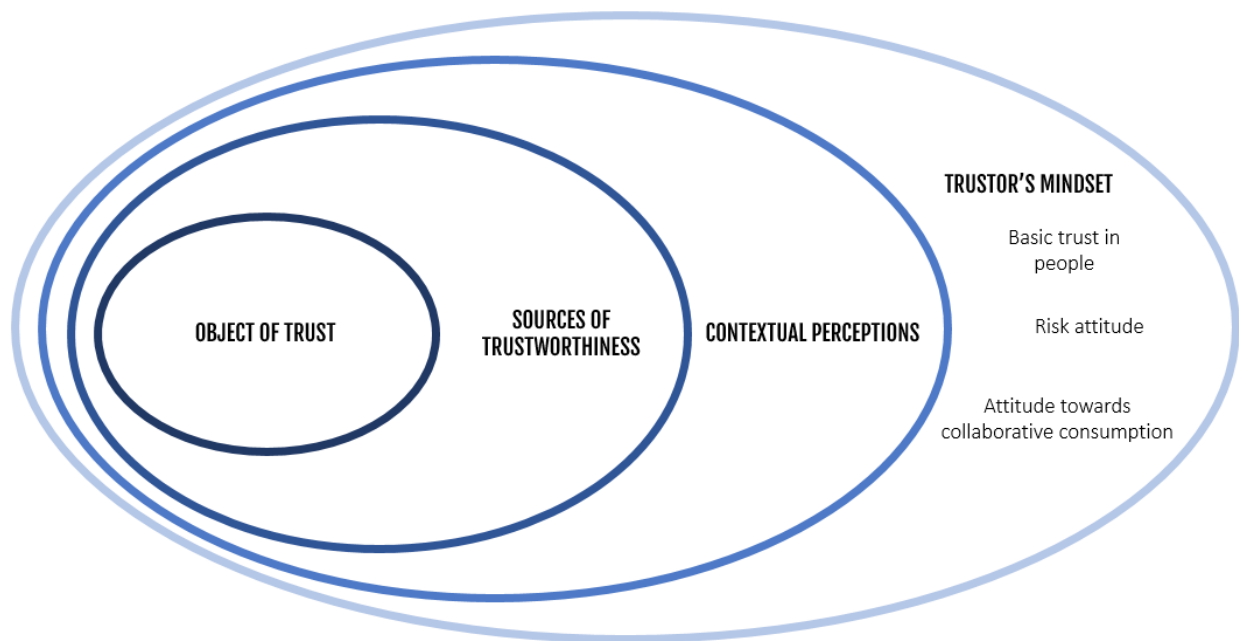 OBJECT OF TRUST
SOURCES OF
TRUSTWORTHINESS
CONTEXTUAL PERCEPTIONS
TRUSTOR’S MINDSET
Basic trust in
people
Risk attitude
Attitude towards
collaborative consumption